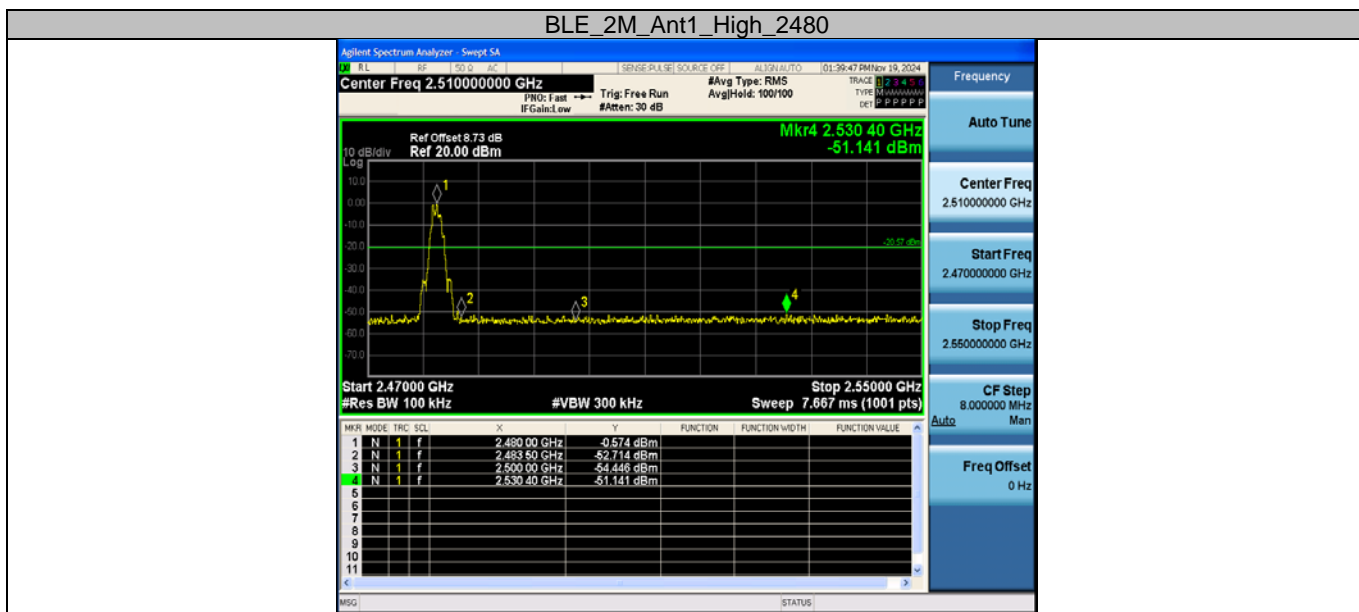 BLE_2M_Ant1_High_2480
Agilent Spectrum Analyzer - Swept SA
RL RF 50 Ω AC SENSE:PULSE SOURCE OFF ALIGN AUTO 01:39:47 PM Nov 19, 2024
Center Freq 2.510000000 GHz
PNO: Fast
IFGain:Low
Trig: Free Run
#Atten: 30 dB
#Avg Type: RMS
Avg|Hold: 100/100
TRACE 1 2 3 4 5 6
TYPE M W W W W W
DET P P P P P P
Frequency
Auto Tune
Center Freq
2.510000000 GHz
Start Freq
2.470000000 GHz
Stop Freq
2.550000000 GHz
CF Step
8.000000 MHz
Auto Man
Freq Offset
0 Hz
Mkr4 2.530 40 GHz
-51.141 dBm
Ref Offset 8.73 dB
10 dB/div Ref 20.00 dBm
Log
10.0
0.00
-10.0
-20.0
-30.0
-40.0
-50.0
-60.0
-70.0
-20.57 dBm
1
2
3
4
Start 2.47000 GHz Stop 2.55000 GHz
#Res BW 100 kHz #VBW 300 kHz Sweep 7.667 ms (1001 pts)
MKR MODE TRC SCL X Y FUNCTION FUNCTION WIDTH FUNCTION VALUE
1 N 1 f 2.480 00 GHz -0.574 dBm
2 N 1 f 2.483 50 GHz -52.714 dBm
3 N 1 f 2.500 00 GHz -54.446 dBm
4 N 1 f 2.530 40 GHz -51.141 dBm
5
6
7
8
9
10
11
MSG STATUS